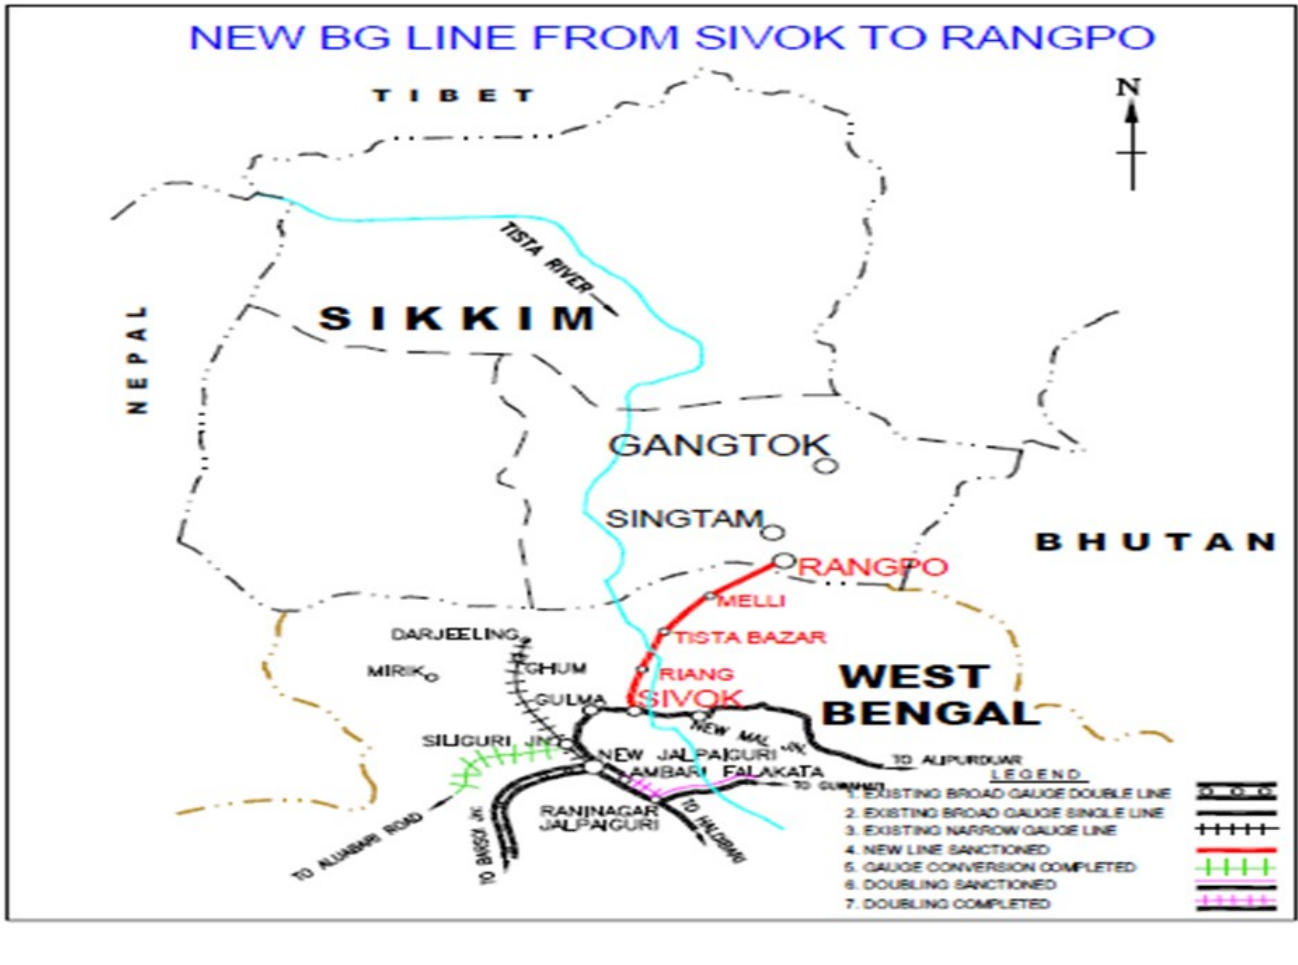 NEW BG LINE FROM SIVOK TO RANGPO
TIBET
N
TISTA RIVER
SIKKIM
NEPAL
GANGTOK
SINGTAM
BHUTAN
RANGPO
MELLI
DARJEELING
TISTA BAZAR
MIRIK
GHUM
RIANG
WEST
BENGAL
GULMA
SIVOK
NEW MAL JN.
SILIGURI JN
NEW JALPAIGURI
TO ALIPURDUAR
AMBARI FALAKATA
LEGEND
TO
1. EXISTING BROAD GAUGE DOUBLE LINE
RANINAGAR
JALPAIGURI
TO HALDIBARI
2. EXISTING BROAD GAUGE SINGLE LINE
TO ALUABARI ROAD
TO BARSOI JN.
3. EXISTING NARROW GAUGE LINE
4. NEW LINE SANCTIONED
5. GAUGE CONVERSION COMPLETED
6. DOUBLING SANCTIONED
7. DOUBLING COMPLETED